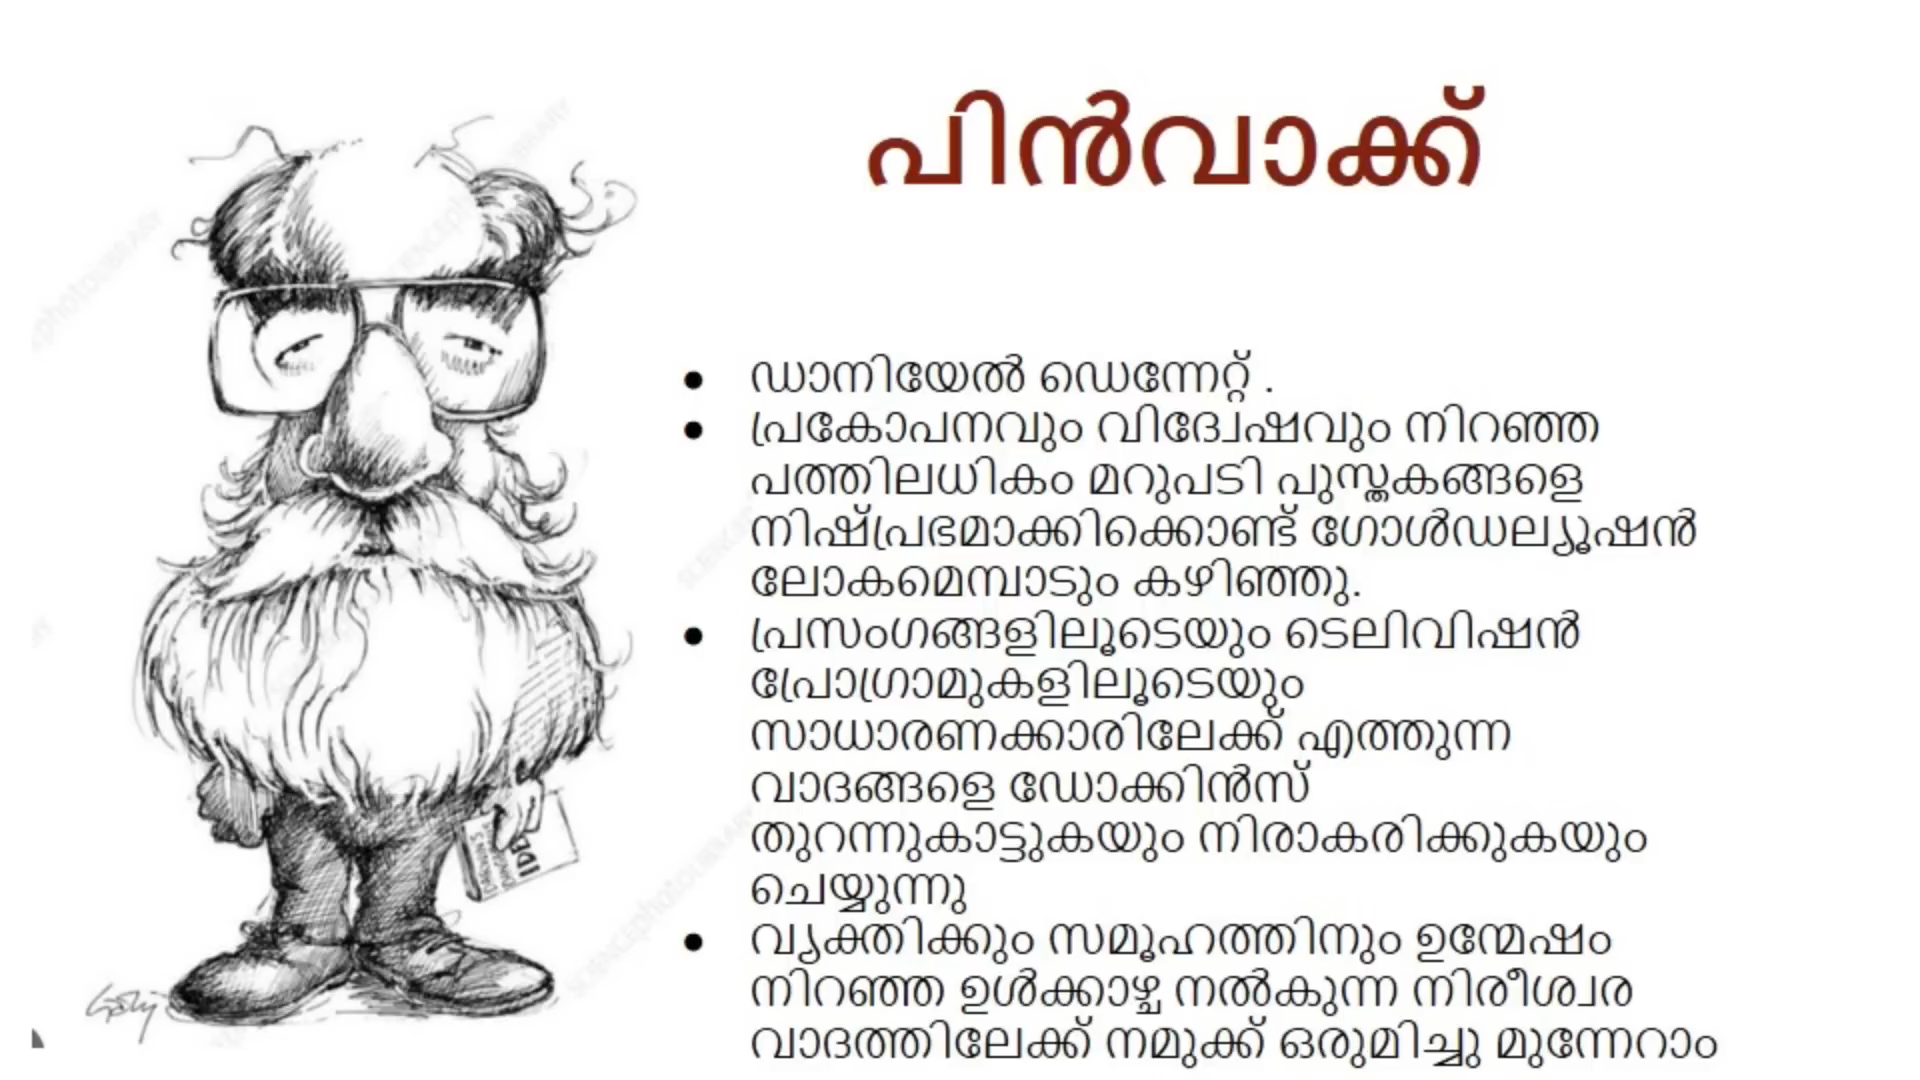 പിൻവാക്ക്
• ഡാനിയേൽ ഡെന്നേറ്റ് .
• പ്രകോപനവും വിദ്വേഷവും നിറഞ്ഞ
പത്തിലധികം മറുപടി പുസ്തകങ്ങളെ
നിഷ്പ്രഭമാക്കിക്കൊണ്ട് ഗോൾഡല്യൂഷൻ
ലോകമെമ്പാടും കഴിഞ്ഞു.
• പ്രസംഗങ്ങളിലൂടെയും ടെലിവിഷൻ
പ്രോഗ്രാമുകളിലൂടെയും
സാധാരണക്കാരിലേക്ക് എത്തുന്ന
വാദങ്ങളെ ഡോക്കിൻസ്
തുറന്നുകാട്ടുകയും നിരാകരിക്കുകയും
ചെയ്യുന്നു
• വ്യക്തിക്കും സമൂഹത്തിനും ഉന്മേഷം
നിറഞ്ഞ ഉൾക്കാഴ്ച നൽകുന്ന നിരീശ്വര
വാദത്തിലേക്ക് നമുക്ക് ഒരുമിച്ചു മുന്നേറാം